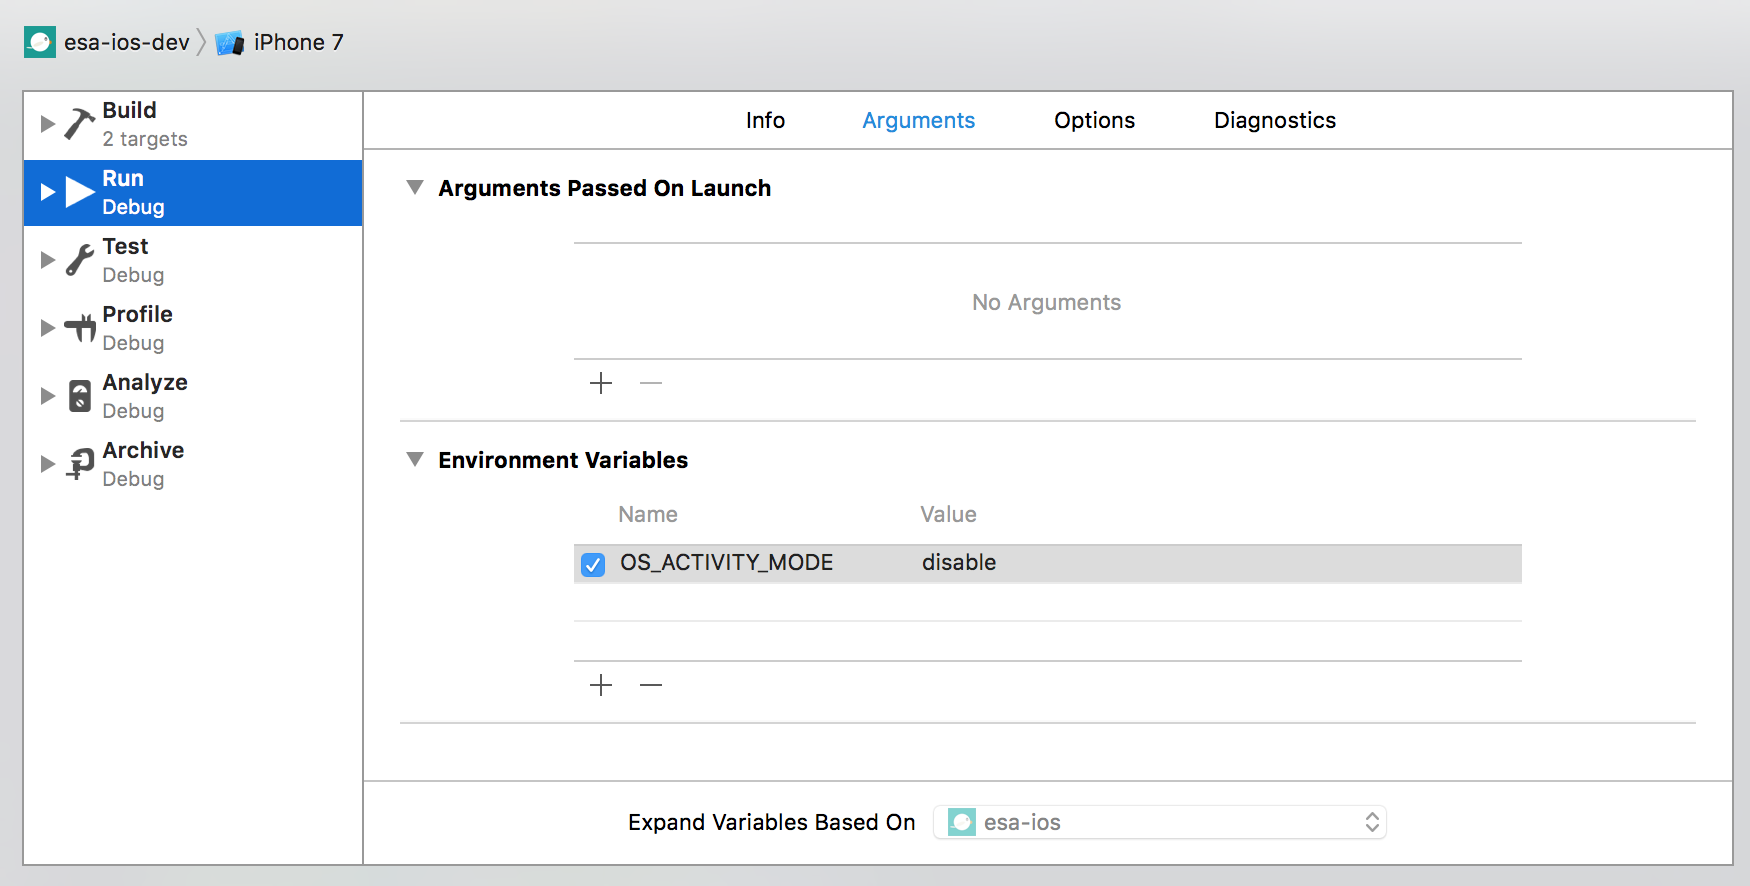 esa-ios-dev
iPhone 7
Build
2 targets
Run
Debug
Test
Debug
Profile
Debug
Analyze
Debug
Archive
Debug
Info Arguments Options Diagnostics
Arguments Passed On Launch
No Arguments
Environment Variables
Name Value
OS_ACTIVITY_MODE disable
Expand Variables Based On esa-ios